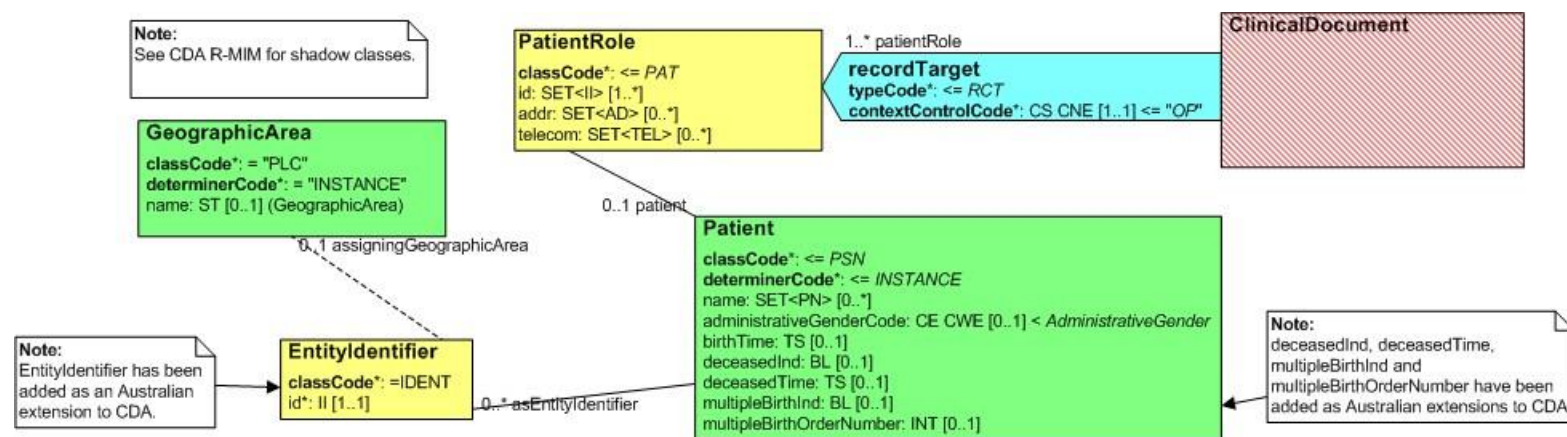 Note:
See CDA R-MIM for shadow classes.
PatientRole
classCode*: <= PAT
id: SET<II> [1..*]
addr: SET<AD> [0..*]
telecom: SET<TEL> [0..*]
1..* patientRole
recordTarget
typeCode*: <= RCT
contextControlCode*: CS CNE [1..1] <= "OP"
ClinicalDocument
GeographicArea
classCode*: = "PLC"
determinerCode*: = "INSTANCE"
name: ST [0..1] (GeographicArea)
0..1 patient
0..1 assigningGeographicArea
Patient
classCode*: <= PSN
determinerCode*: <= INSTANCE
name: SET<PN> [0..*]
administrativeGenderCode: CE CWE [0..1] < AdministrativeGender
birthTime: TS [0..1]
deceasedInd: BL [0..1]
deceasedTime: TS [0..1]
multipleBirthInd: BL [0..1]
multipleBirthOrderNumber: INT [0..1]
Note:
EntityIdentifier has been
added as an Australian
extension to CDA.
EntityIdentifier
classCode*: =IDENT
id*: II [1..1]
0..* asEntityIdentifier
Note:
deceasedInd, deceasedTime,
multipleBirthInd and
multipleBirthOrderNumber have been
added as Australian extensions to CDA